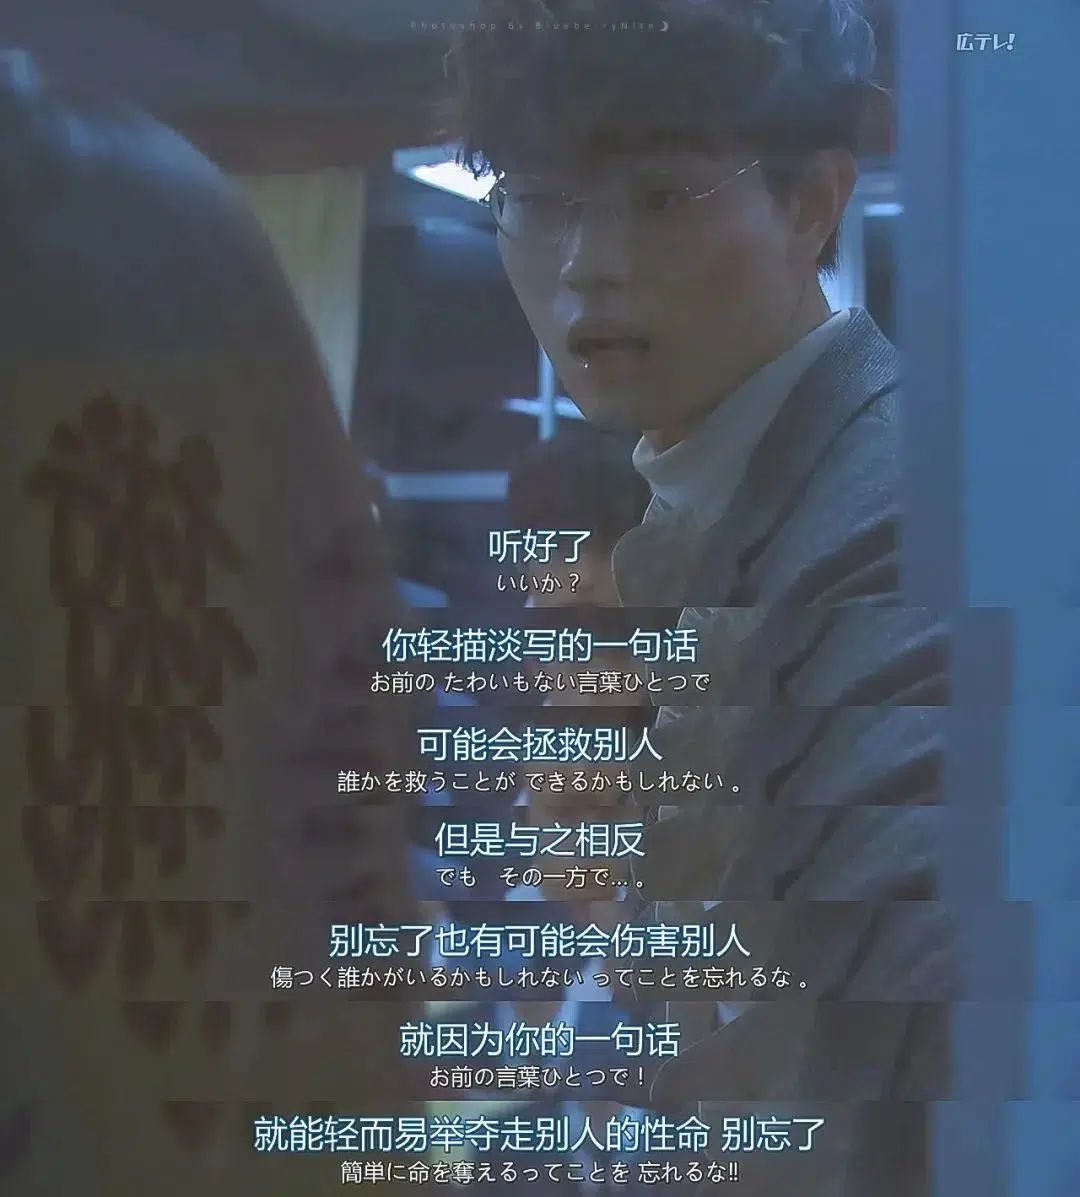 Photoshop By BlueberryNike
広テレ!
听好了
いいか？
你轻描淡写的一句话
お前の たわいもない言葉ひとつで
可能会拯救别人
誰かを救うことが できるかもしれない 。
但是与之相反
でも　その一方で… 。
别忘了也有可能会伤害别人
傷つく誰かがいるかもしれない ってことを忘れるな 。
就因为你的一句话
お前の言葉ひとつで！
就能轻而易举夺走别人的性命 别忘了
簡単に命を奪えるってことを 忘れるな!!